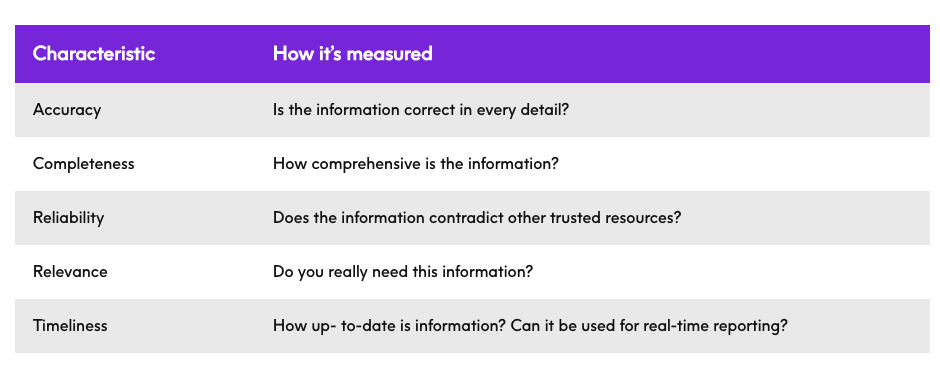 Characteristic How it’s measured
Accuracy Is the information correct in every detail?
Completeness How comprehensive is the information?
Reliability Does the information contradict other trusted resources?
Relevance Do you really need this information?
Timeliness How up- to-date is information? Can it be used for real-time reporting?